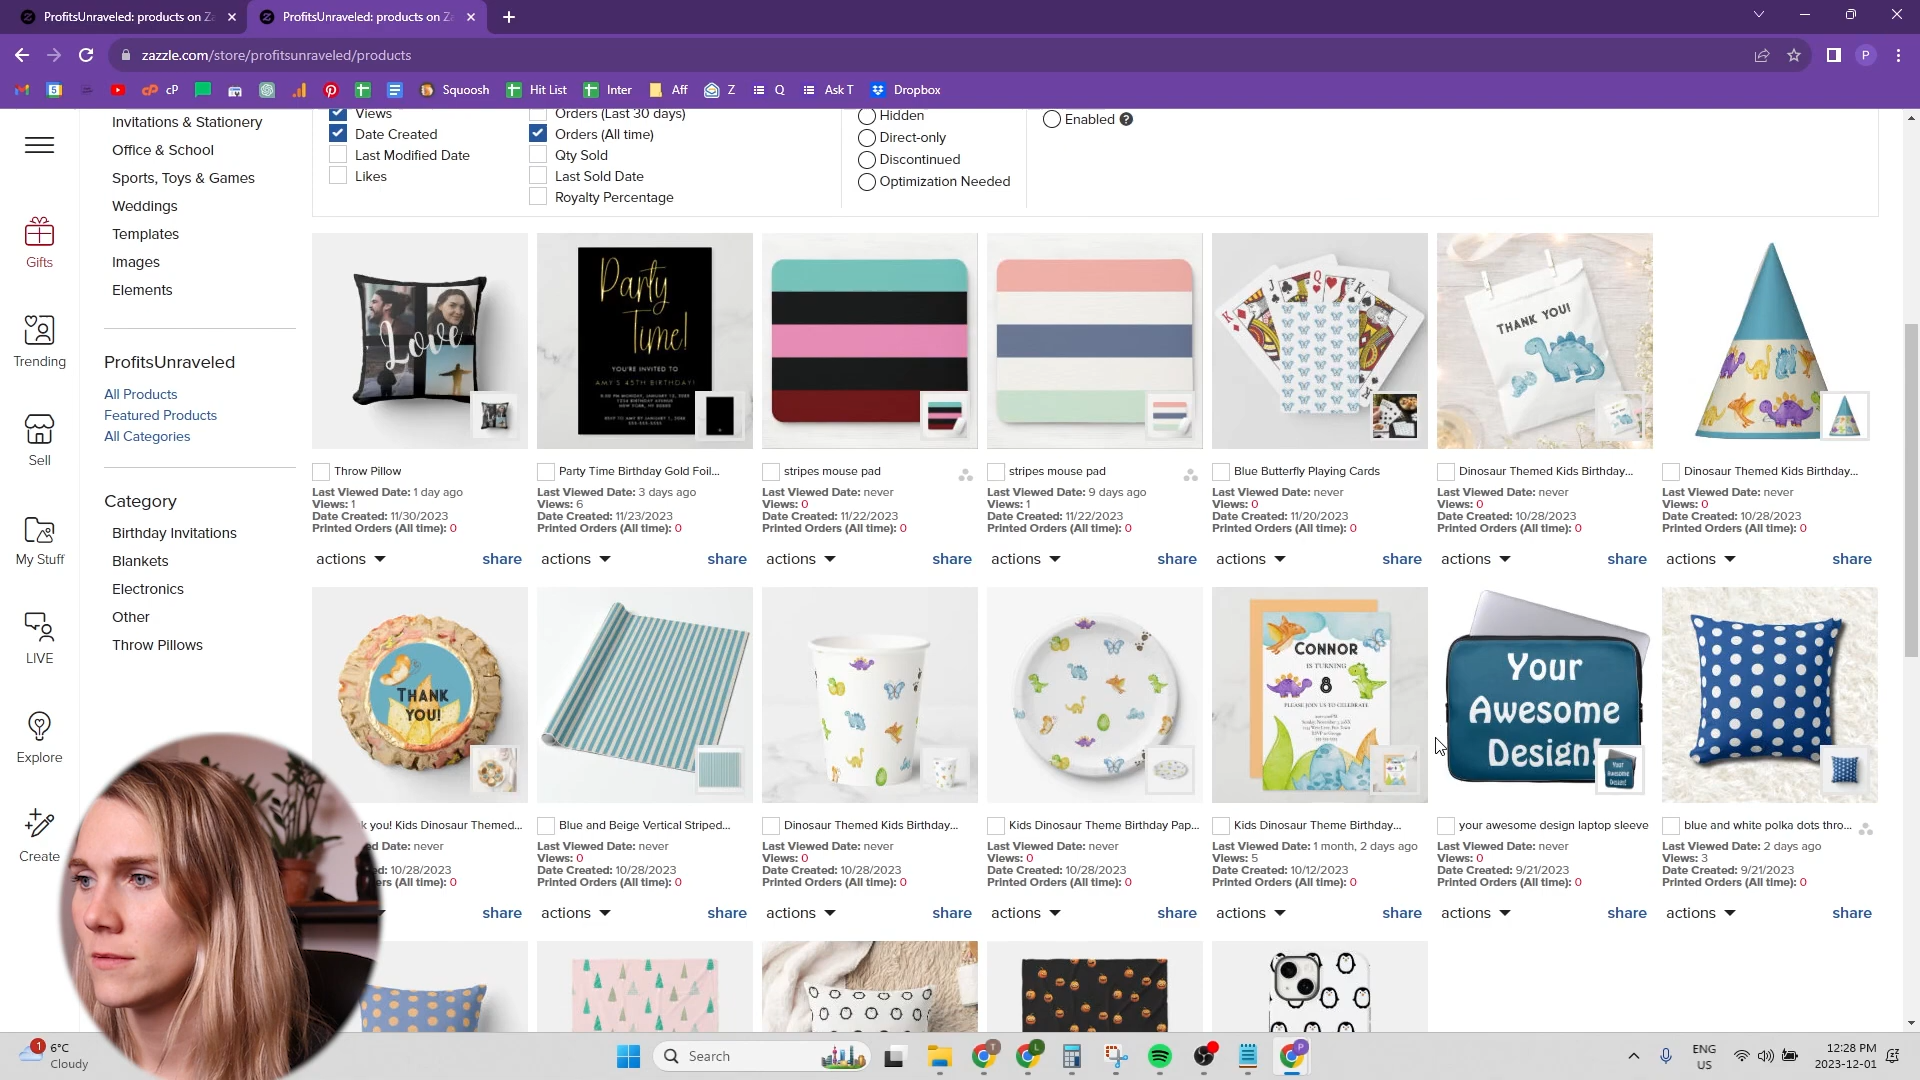 ProfitsUnraveled: products on Za
ProfitsUnraveled: products on Za
zazzle.com/store/profitsunraveled/products
P
cP
Squoosh
Hit List
Inter
Aff
Z
Q
Ask T
Dropbox
Gifts
Trending
Sell
My Stuff
LIVE
Explore
Create
Invitations & Stationery
Office & School
Sports, Toys & Games
Weddings
Templates
Images
Elements
ProfitsUnraveled
All Products
Featured Products
All Categories
Category
Birthday Invitations
Blankets
Electronics
Other
Throw Pillows
Views
Date Created
Last Modified Date
Likes
Orders (Last 30 days)
Orders (All time)
Qty Sold
Last Sold Date
Royalty Percentage
Hidden
Direct-only
Discontinued
Optimization Needed
Enabled ?
Love
Party
Time!
YOU'RE INVITED TO
AMY'S 45TH BIRTHDAY!
THANK YOU!
Throw Pillow
Last Viewed Date: 1 day ago
Views: 1
Date Created: 11/30/2023
Printed Orders (All time): 0
actions share
Party Time Birthday Gold Foil...
Last Viewed Date: 3 days ago
Views: 6
Date Created: 11/23/2023
Printed Orders (All time): 0
actions share
stripes mouse pad
Last Viewed Date: never
Views: 0
Date Created: 11/22/2023
Printed Orders (All time): 0
actions share
stripes mouse pad
Last Viewed Date: 9 days ago
Views: 1
Date Created: 11/22/2023
Printed Orders (All time): 0
actions share
Blue Butterfly Playing Cards
Last Viewed Date: never
Views: 0
Date Created: 11/20/2023
Printed Orders (All time): 0
actions share
Dinosaur Themed Kids Birthday...
Last Viewed Date: never
Views: 0
Date Created: 10/28/2023
Printed Orders (All time): 0
actions share
Dinosaur Themed Kids Birthday...
Last Viewed Date: never
Views: 0
Date Created: 10/28/2023
Printed Orders (All time): 0
actions share
THANK
YOU!
CONNOR
IS TURNING
8
PLEASE JOIN US TO CELEBRATE
Your
Awesome
Design!
k you! Kids Dinosaur Themed...
ed Date: never
ed: 10/28/2023
ers (All time): 0
share
Blue and Beige Vertical Striped...
Last Viewed Date: never
Views: 0
Date Created: 10/28/2023
Printed Orders (All time): 0
actions share
Dinosaur Themed Kids Birthday...
Last Viewed Date: never
Views: 0
Date Created: 10/28/2023
Printed Orders (All time): 0
actions share
Kids Dinosaur Theme Birthday Pap...
Last Viewed Date: never
Views: 0
Date Created: 10/28/2023
Printed Orders (All time): 0
actions share
Kids Dinosaur Theme Birthday...
Last Viewed Date: 1 month, 2 days ago
Views: 5
Date Created: 10/12/2023
Printed Orders (All time): 0
actions share
your awesome design laptop sleeve
Last Viewed Date: never
Views: 0
Date Created: 9/21/2023
Printed Orders (All time): 0
actions share
blue and white polka dots thro...
Last Viewed Date: 2 days ago
Views: 3
Date Created: 9/21/2023
Printed Orders (All time): 0
actions share
1
6°C
Cloudy
Search
ENG
US
12:28 PM
2023-12-01